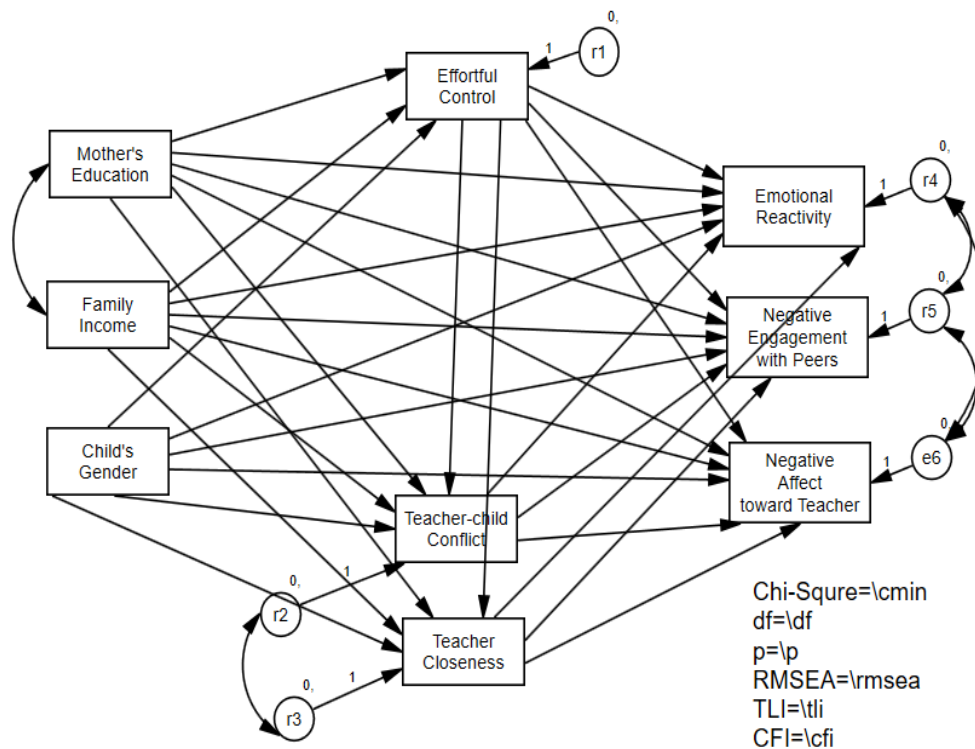 0,
1
r1
Effortful
Control
Mother's
Education
0,
1
r4
Emotional
Reactivity
Family
Income
0,
1
r5
Negative
Engagement
with Peers
Child's
Gender
0,
1
e6
Negative
Affect
toward Teacher
Teacher-child
Conflict
0,
1
r2
Teacher
Closeness
0,
1
r3
Chi-Squre=\cmin
df=\df
p=\p
RMSEA=\rmsea
TLI=\tli
CFI=\cfi